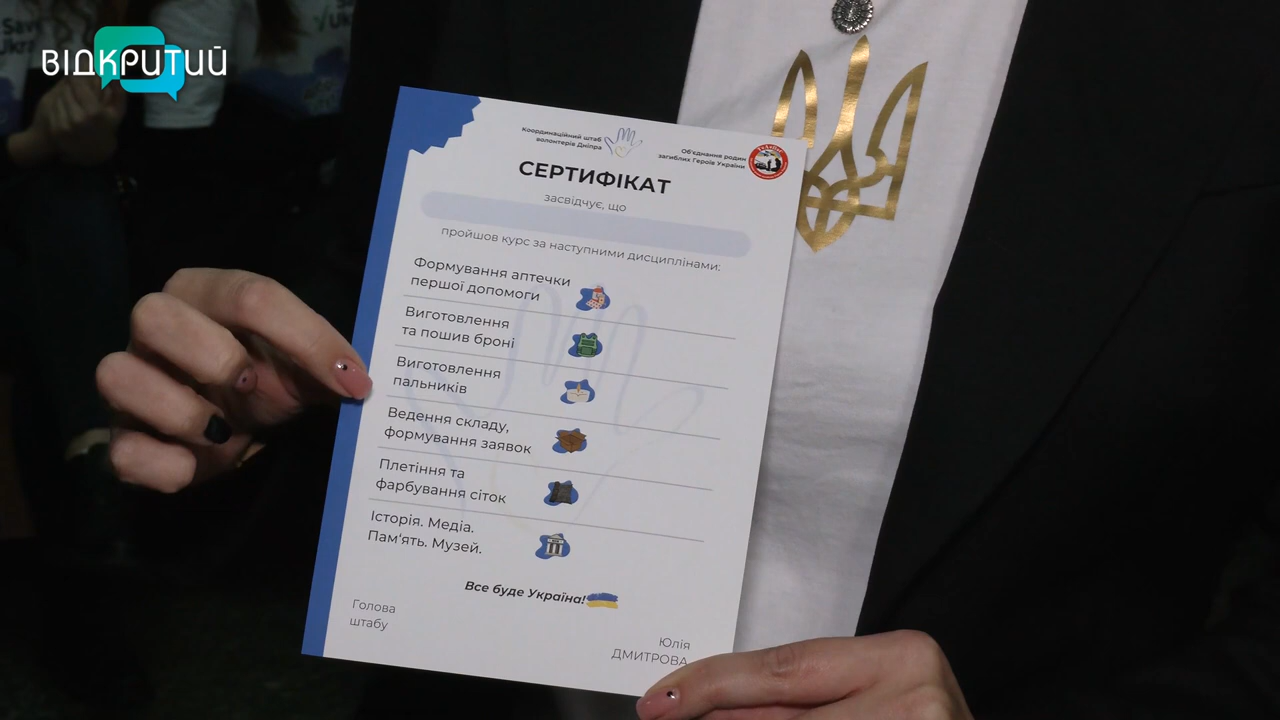 Save
Ukra
ВІДКРИТИЙ
Координаційний штаб
волонтерів Дніпра
Об'єднання родин
загиблих Героїв України
СЕРТИФІКАТ
засвідчує, що
пройшов курс за наступними дисциплінами:
Формування аптечки
першої допомоги
Виготовлення
та пошив броні
Виготовлення
пальників
Ведення складу,
формування заявок
Плетіння та
фарбування сіток
Історія. Медіа.
Пам'ять. Музей.
Все буде Україна!
Голова
штабу
Юлія
ДМИТРОВА